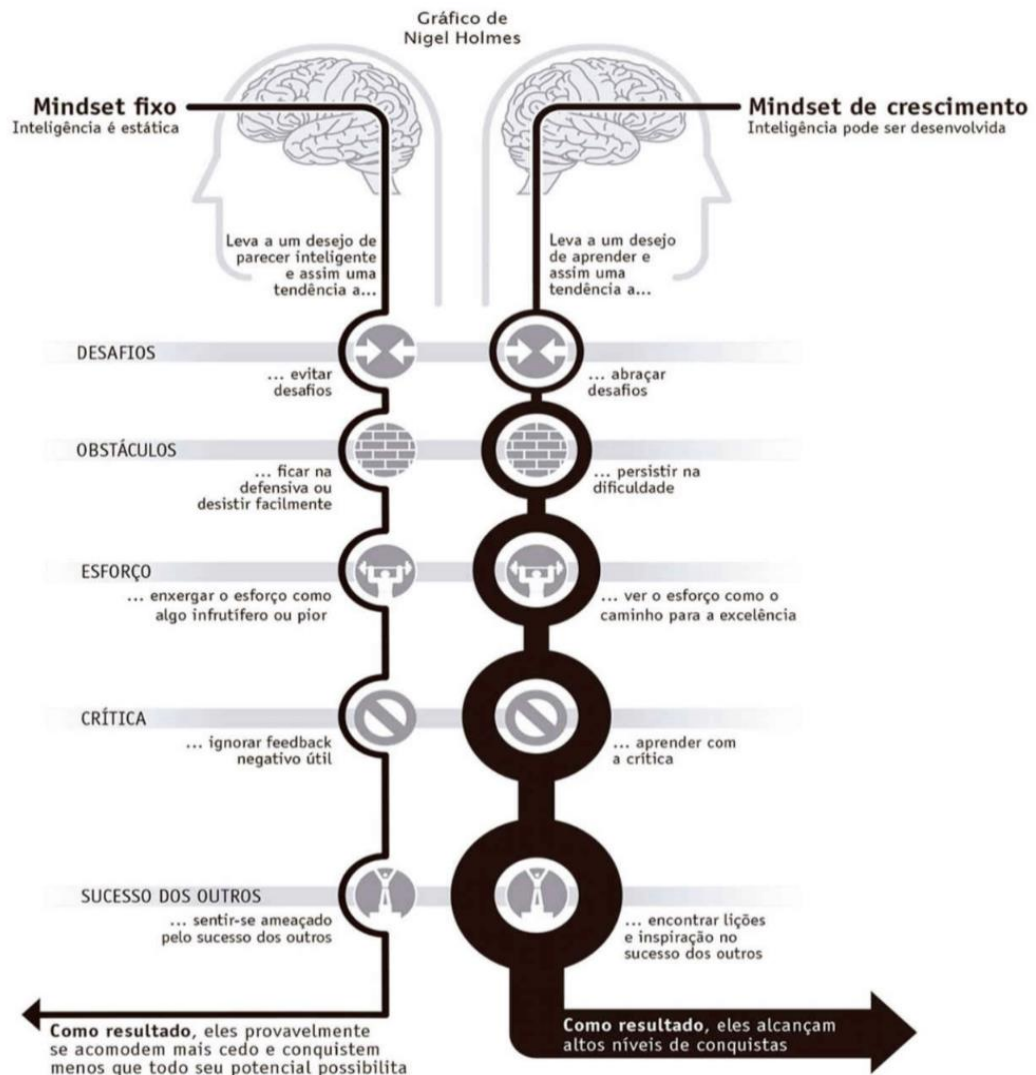 Gráfico de
Nigel Holmes
Mindset fixo
Inteligência é estática
Mindset de crescimento
Inteligência pode ser desenvolvida
Leva a um desejo de
parecer inteligente
e assim uma
tendência a...
Leva a um desejo
de aprender e
assim uma
tendência a...
DESAFIOS
... evitar
desafios
... abraçar
desafios
OBSTÁCULOS
... ficar na
defensiva ou
desistir facilmente
... persistir na
dificuldade
ESFORÇO
... enxergar o esforço como
algo infrutífero ou pior
... ver o esforço como o
caminho para a excelência
CRÍTICA
... ignorar feedback
negativo útil
... aprender com
a crítica
SUCESSO DOS OUTROS
... sentir-se ameaçado
pelo sucesso dos outros
... encontrar lições
e inspiração no
sucesso dos outros
Como resultado, eles provavelmente
se acomodem mais cedo e conquistem
menos que todo seu potencial possibilita
Como resultado, eles alcançam
altos níveis de conquistas